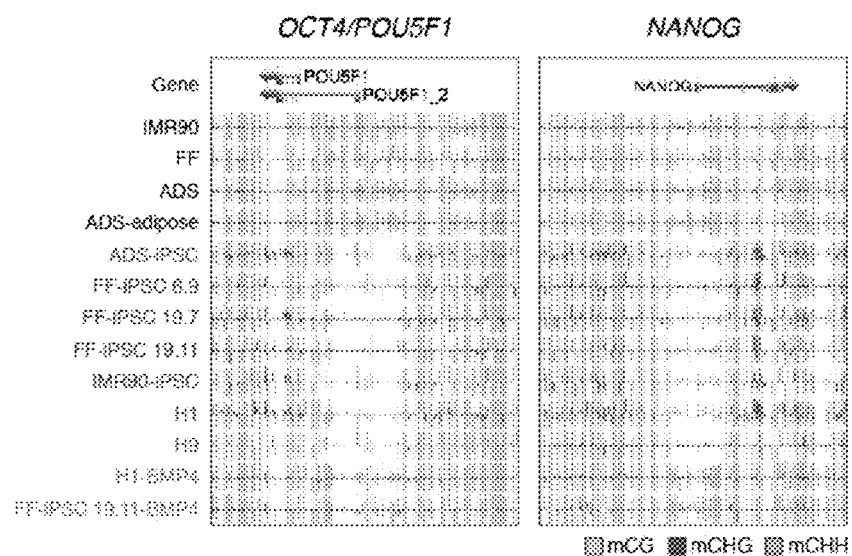 OCT4/POU5F1 NANOG
Gene POU5F1 NANOG
POU5F1_2
IMR90
FF
ADS
ADS-adipose
ADS-iPSC
FF-iPSC 6.9
FF-iPSC 19.7
FF-iPSC 19.11
IMR90-iPSC
H1
H9
H1-BMP4
FF-iPSC 19.11-BMP4
mCG mCHG mCHH